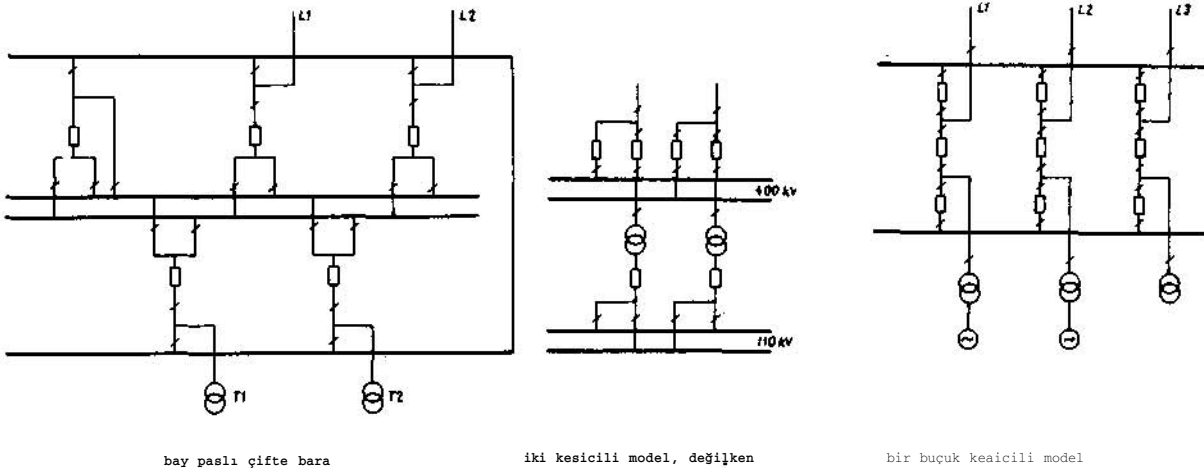 L1
L2
T1
T2
400 kV
110 kV
L1
L2
L3
bay paslı çifte bara
iki kesicili model, değilken
bir buçuk keaicili model